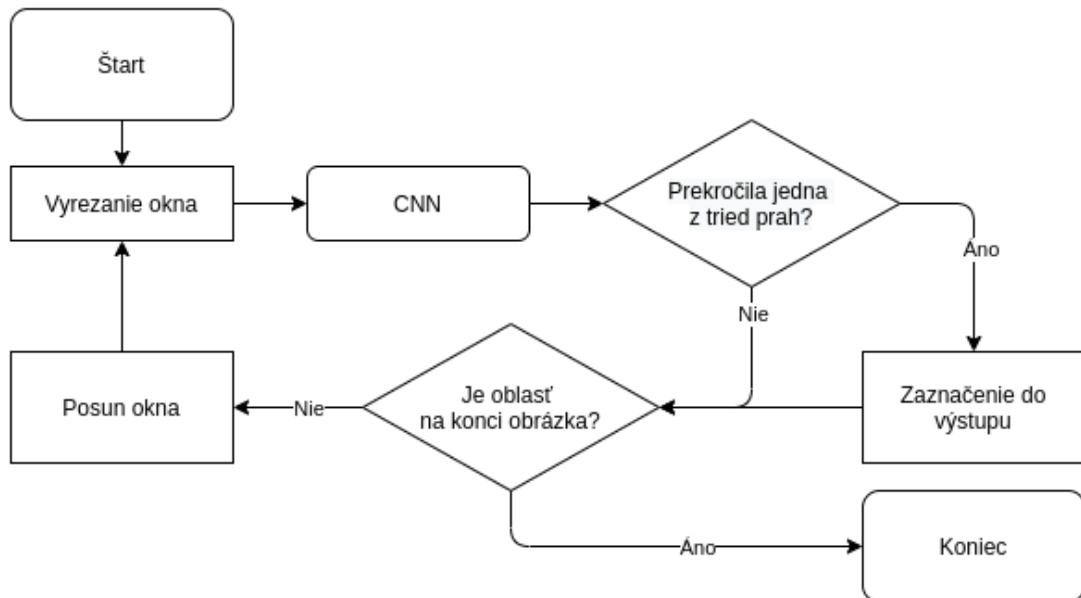 Štart
Vyrezanie okna
CNN
Prekročila jedna
z tried prah?
Áno
Nie
Posun okna
Nie
Je oblasť
na konci obrázka?
Zaznačenie do
výstupu
Áno
Koniec